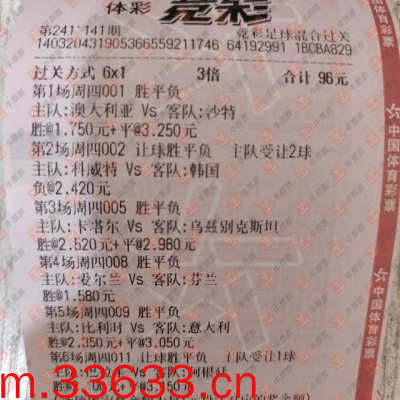 体彩 竞彩
第24141期 竞彩足球混合过关
140320431905366559211746 64192991 1BCBA829
过关方式 6x1 3倍 合计 96元
第1场周四001 胜平负
主队:澳大利亚 Vs 客队:沙特
胜@1.750元+平@3.250元
第2场周四002 让球胜平负 主队受让2球
主队:科威特 Vs 客队:韩国
负@2.420元
第3场周四005 胜平负
主队:卡塔尔 Vs 客队:乌兹别克斯坦
胜@2.520元+平@2.980元
第4场周四008 胜平负
主队:爱尔兰 Vs 客队:芬兰
胜@1.580元
第5场周四009 胜平负
主队:比利时 Vs 客队:意大利
胜@2.350元+平@3.050元
第6场周四011 让球胜平负 主队受让1球
m.33633.cn
中国体育彩票
中国体育彩票